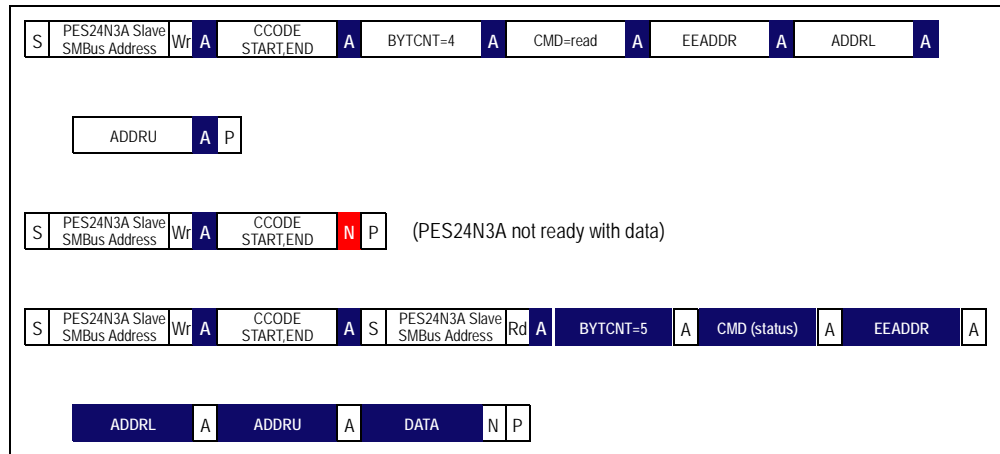 S PES24N3A Slave SMBus Address Wr A CCODE START,END A BYTCNT=4 A CMD=read A EEADDR A ADDRL A
ADDRU A P
S PES24N3A Slave SMBus Address Wr A CCODE START,END N P (PES24N3A not ready with data)
S PES24N3A Slave SMBus Address Wr A CCODE START,END A S PES24N3A Slave SMBus Address Rd A BYTCNT=5 A CMD (status) A EEADDR A
ADDRL A ADDRU A DATA N P